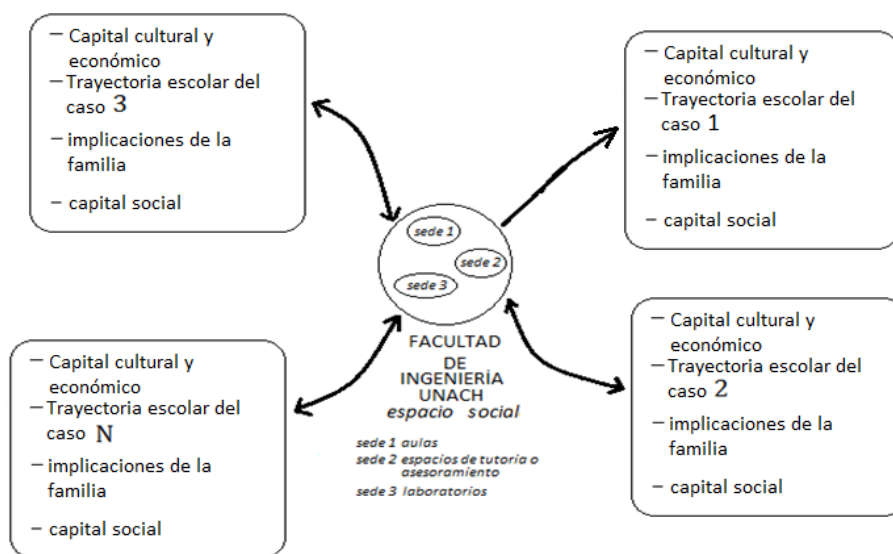 — Capital cultural y
económico
— Trayectoria escolar del
caso 3
— implicaciones de la
familia
— capital social
— Capital cultural y
económico
— Trayectoria escolar del
caso 1
— implicaciones de la
familia
— capital social
sede 1
sede 2
sede 3
FACULTAD
DE
INGENIERÍA
UNACH
espacio social
sede 1 aulas
sede 2 espacios de tutoria o
asesoramiento
sede 3 laboratorios
— Capital cultural y
económico
— Trayectoria escolar del
caso N
— implicaciones de la
familia
— capital social
— Capital cultural y
económico
— Trayectoria escolar del
caso 2
— implicaciones de la
familia
— capital social